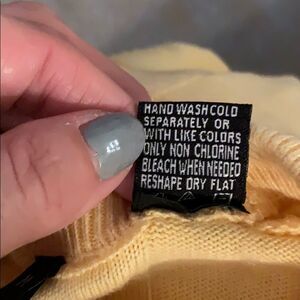 HAND WASH COLD
SEPARATELY OR
WITH LIKE COLORS
ONLY NON CHLORINE
BLEACH WHEN NEEDED
RESHAPE DRY FLAT